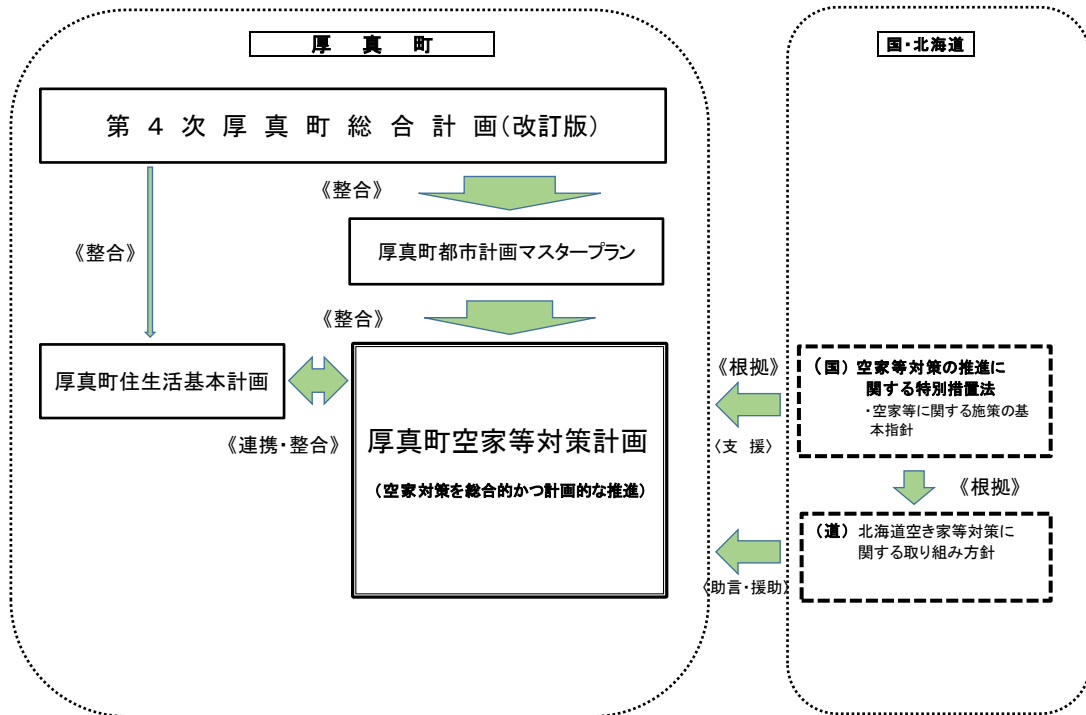 厚真町
国・北海道
第4次厚真町総合計画(改訂版)
《整合》
厚真町都市計画マスタープラン
《整合》
《整合》
厚真町住生活基本計画
《連携・整合》
厚真町空家等対策計画
(空家対策を総合的かつ計画的な推進)
《根拠》
〈支 援〉
(国)空家等対策の推進に
関する特別措置法
・空家等に関する施策の基
本指針
《根拠》
(道)北海道空き家等対策に
関する取り組み方針
〈助言・援助〉